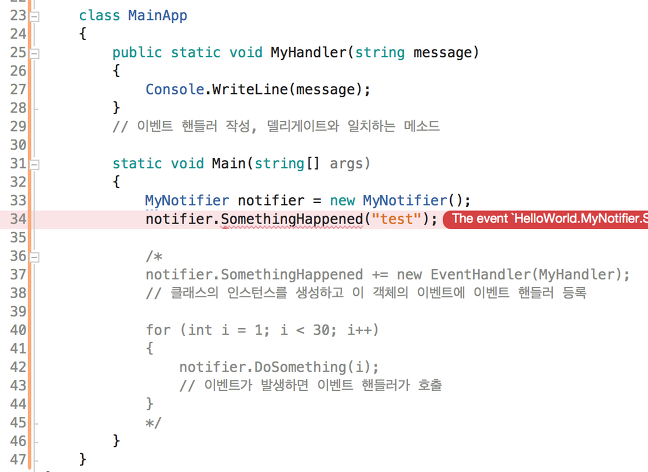 23 class MainApp
24 {
25 public static void MyHandler(string message)
26 {
27 Console.WriteLine(message);
28 }
29 // 이벤트 핸들러 작성, 델리게이트와 일치하는 메소드
30
31 static void Main(string[] args)
32 {
33 MyNotifier notifier = new MyNotifier();
34 notifier.SomethingHappened("test"); The event `HelloWorld.MyNotifier.S
35
36 /*
37 notifier.SomethingHappened += new EventHandler(MyHandler);
38 // 클래스의 인스턴스를 생성하고 이 객체의 이벤트에 이벤트 핸들러 등록
39
40 for (int i = 1; i < 30; i++)
41 {
42 notifier.DoSomething(i);
43 // 이벤트가 발생하면 이벤트 핸들러가 호출
44 }
45 */
46 }
47 }